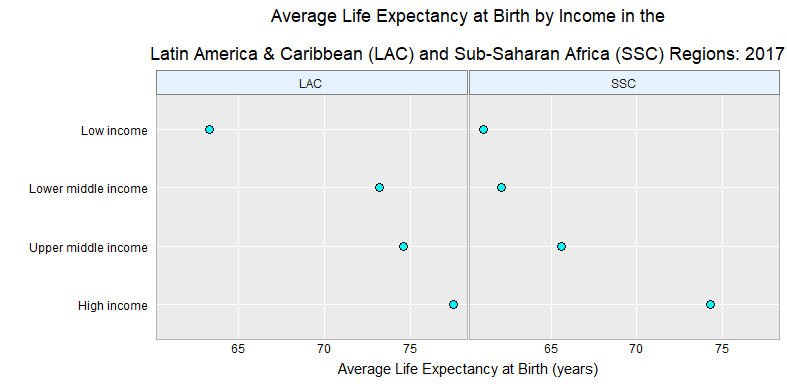 Average Life Expectancy at Birth by Income in the
Latin America & Caribbean (LAC) and Sub-Saharan Africa (SSC) Regions: 2017
LAC SSC
Low income
Lower middle income
Upper middle income
High income
65 70 75 65 70 75
Average Life Expectancy at Birth (years)